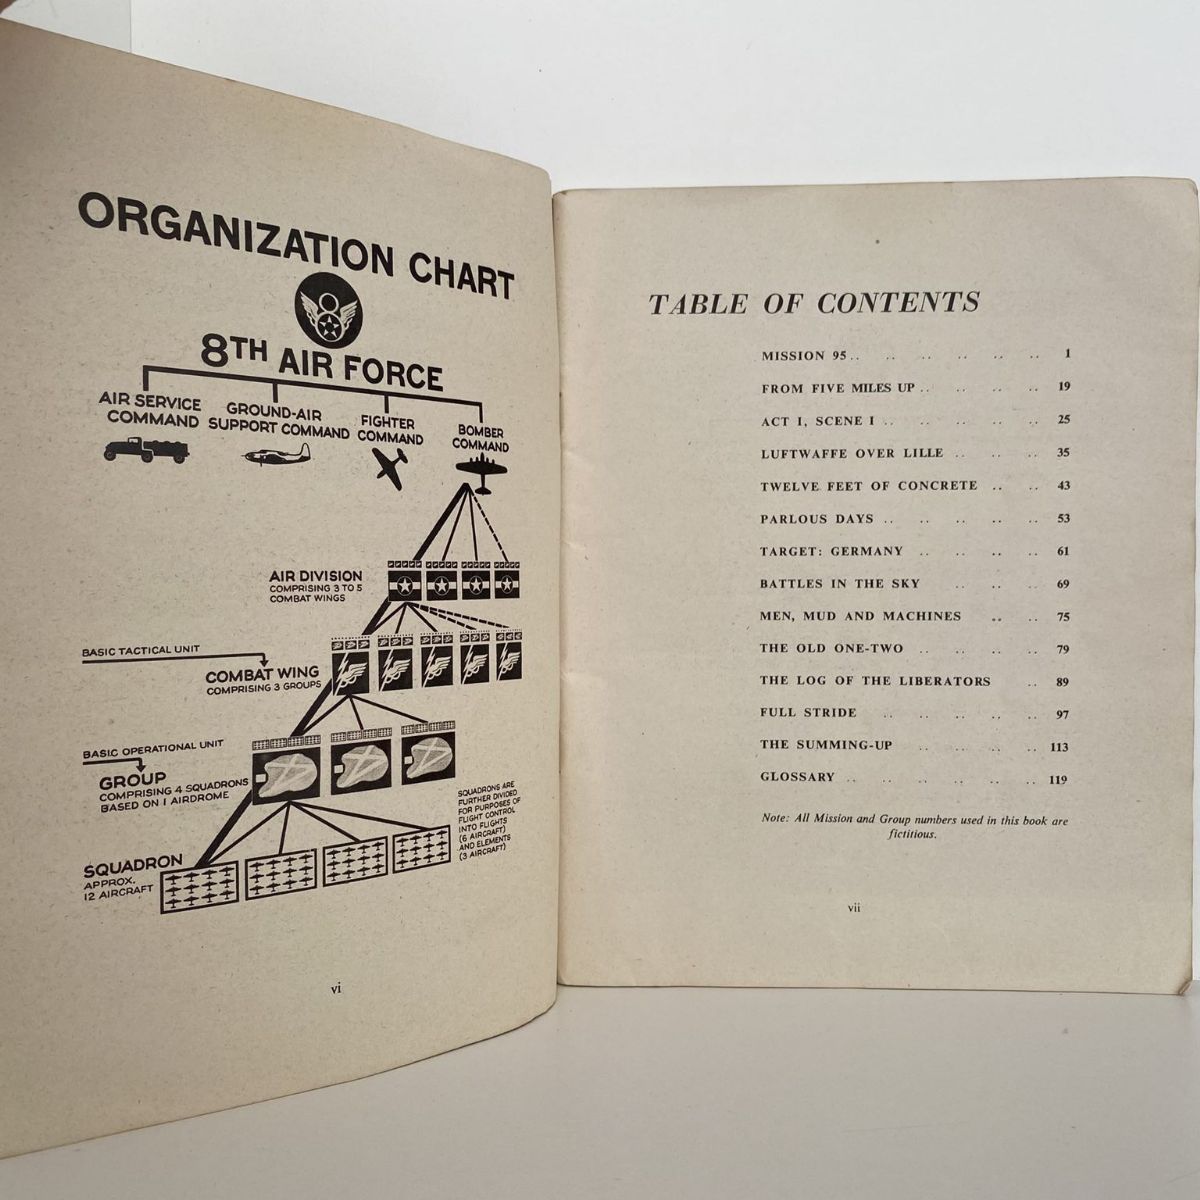 ORGANIZATION CHART
8
8TH AIR FORCE
AIR SERVICE
COMMAND
GROUND-AIR
SUPPORT COMMAND
FIGHTER
COMMAND
BOMBER
COMMAND
AIR DIVISION
COMPRISING 3 TO 5
COMBAT WINGS
BASIC TACTICAL UNIT
COMBAT WING
COMPRISING 3 GROUPS
BASIC OPERATIONAL UNIT
GROUP
COMPRISING 4 SQUADRONS
BASED ON 1 AIRDROME
SQUADRONS ARE
FURTHER DIVIDED
FOR PURPOSES OF
FLIGHT CONTROL
INTO FLIGHTS
(6 AIRCRAFT)
AND ELEMENTS
(3 AIRCRAFT)
SQUADRON
APPROX.
12 AIRCRAFT
vi
TABLE OF CONTENTS
MISSION 95 .. .. .. .. .. .. 1
FROM FIVE MILES UP .. .. .. .. 19
ACT I, SCENE I .. .. .. .. .. 25
LUFTWAFFE OVER LILLE .. .. .. 35
TWELVE FEET OF CONCRETE .. .. 43
PARLOUS DAYS .. .. .. .. .. 53
TARGET: GERMANY .. .. .. .. 61
BATTLES IN THE SKY .. .. .. 69
MEN, MUD AND MACHINES .. .. 75
THE OLD ONE-TWO .. .. .. .. 79
THE LOG OF THE LIBERATORS .. 89
FULL STRIDE .. .. .. .. .. 97
THE SUMMING-UP .. .. .. .. 113
GLOSSARY .. .. .. .. .. .. 119
Note: All Mission and Group numbers used in this book are
fictitious.
vii